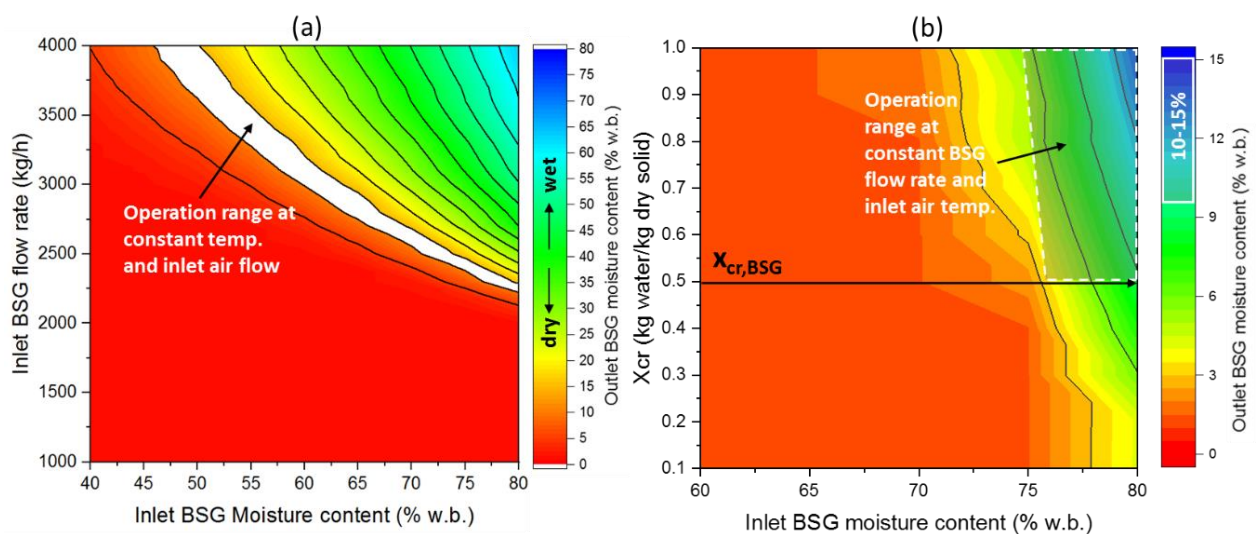 (a)
4000
3500
3000
2500
2000
1500
1000
Inlet BSG flow rate (kg/h)
Operation range at
constant temp.
and inlet air flow
dry
wet
40 45 50 55 60 65 70 75 80
Inlet BSG Moisture content (% w.b.)
80
75
70
65
60
55
50
45
40
35
30
25
20
15
10
5
0
Outlet BSG moisture content (% w.b.)
(b)
1.0
0.9
0.8
0.7
0.6
0.5
0.4
0.3
0.2
0.1
Xcr (kg water/kg dry solid)
Operation
range at
constant BSG
flow rate and
inlet air temp.
xcr,BSG
60 65 70 75 80
Inlet BSG moisture content (% w.b.)
15
12
9
6
3
0
10-15%
Outlet BSG moisture content (% w.b.)